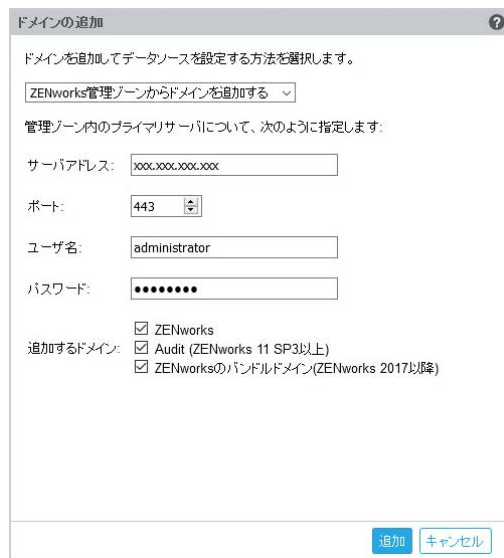 ドメインの追加
?
ドメインを追加してデータソースを設定する方法を選択します。
ZENworks管理ゾーンからドメインを追加する
管理ゾーン内のプライマリサーバについて、次のように指定します:
サーバアドレス: xxx.xxx.xxx.xxx
ポート: 443
ユーザ名: administrator
パスワード: ●●●●●●●●
ZENworks
追加するドメイン: Audit (ZENworks 11 SP3以上)
ZENworksのバンドルドメイン(ZENworks 2017以降)
追加 キャンセル